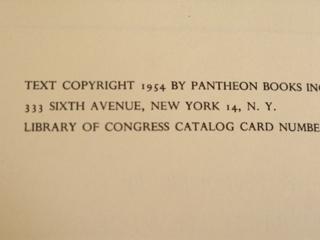 TEXT COPYRIGHT 1954 BY PANTHEON BOOKS INC
333 SIXTH AVENUE, NEW YORK 14, N. Y.
LIBRARY OF CONGRESS CATALOG CARD NUMBE